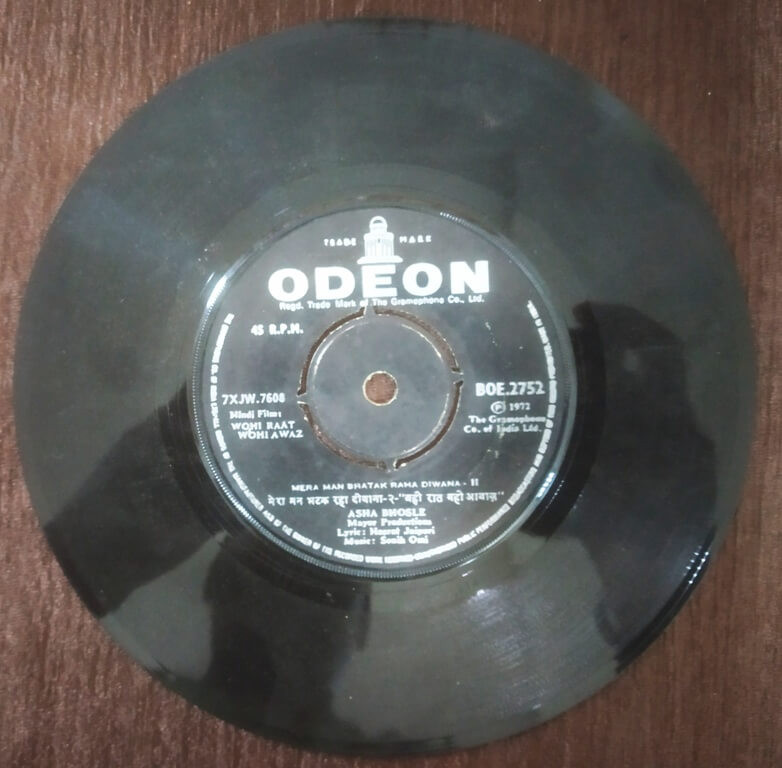 TRADE MARK
ODEON
Regd. Trade Mark of The Gramophone Co., Ltd.
45 R.P.M.
7XJW.7608
Hindi Film:
WOHI RAAT
WOHI AWAZ
BOE.2752
Ⓟ 1972
The Gramophone
Co. of India Ltd.
MERA MAN BHATAK RAHA DIWANA - II
मेरा मन भटक रहा दीवाना-२-"वही रात वही आवाज़"
ASHA BHOSLE
Mayur Productions
Lyric: Hasrat Jaipuri
Music: Sonik Omi